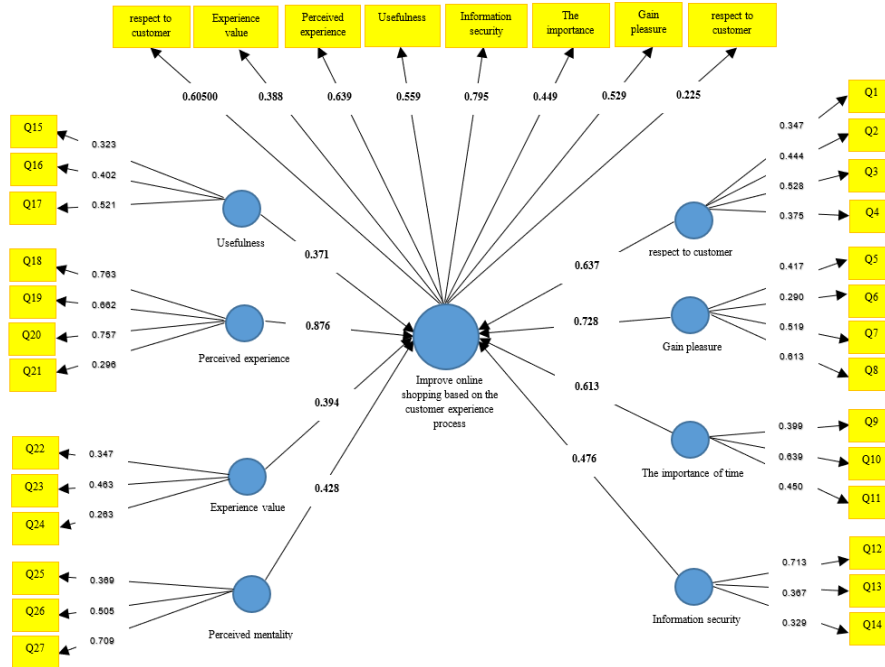 respect to
customer
Experience
value
Perceived
experience
Usefulness
Information
security
The
importance
Gain
pleasure
respect to
customer
0.60500
0.388
0.639
0.559
0.795
0.449
0.529
0.225
Q15
Q16
Q17
0.323
0.402
0.521
Usefulness
0.371
Q18
Q19
Q20
Q21
0.763
0.662
0.757
0.296
Perceived experience
0.876
Q22
Q23
Q24
0.347
0.463
0.263
Experience value
0.394
Q25
Q26
Q27
0.369
0.505
0.709
Perceived mentality
0.428
Improve online
shopping based on the
customer experience
process
Q1
Q2
Q3
Q4
0.347
0.444
0.528
0.375
respect to customer
0.637
Q5
Q6
Q7
Q8
0.417
0.290
0.519
0.613
Gain pleasure
0.728
Q9
Q10
Q11
0.399
0.639
0.450
The importance of time
0.613
Q12
Q13
Q14
0.713
0.367
0.329
Information security
0.476